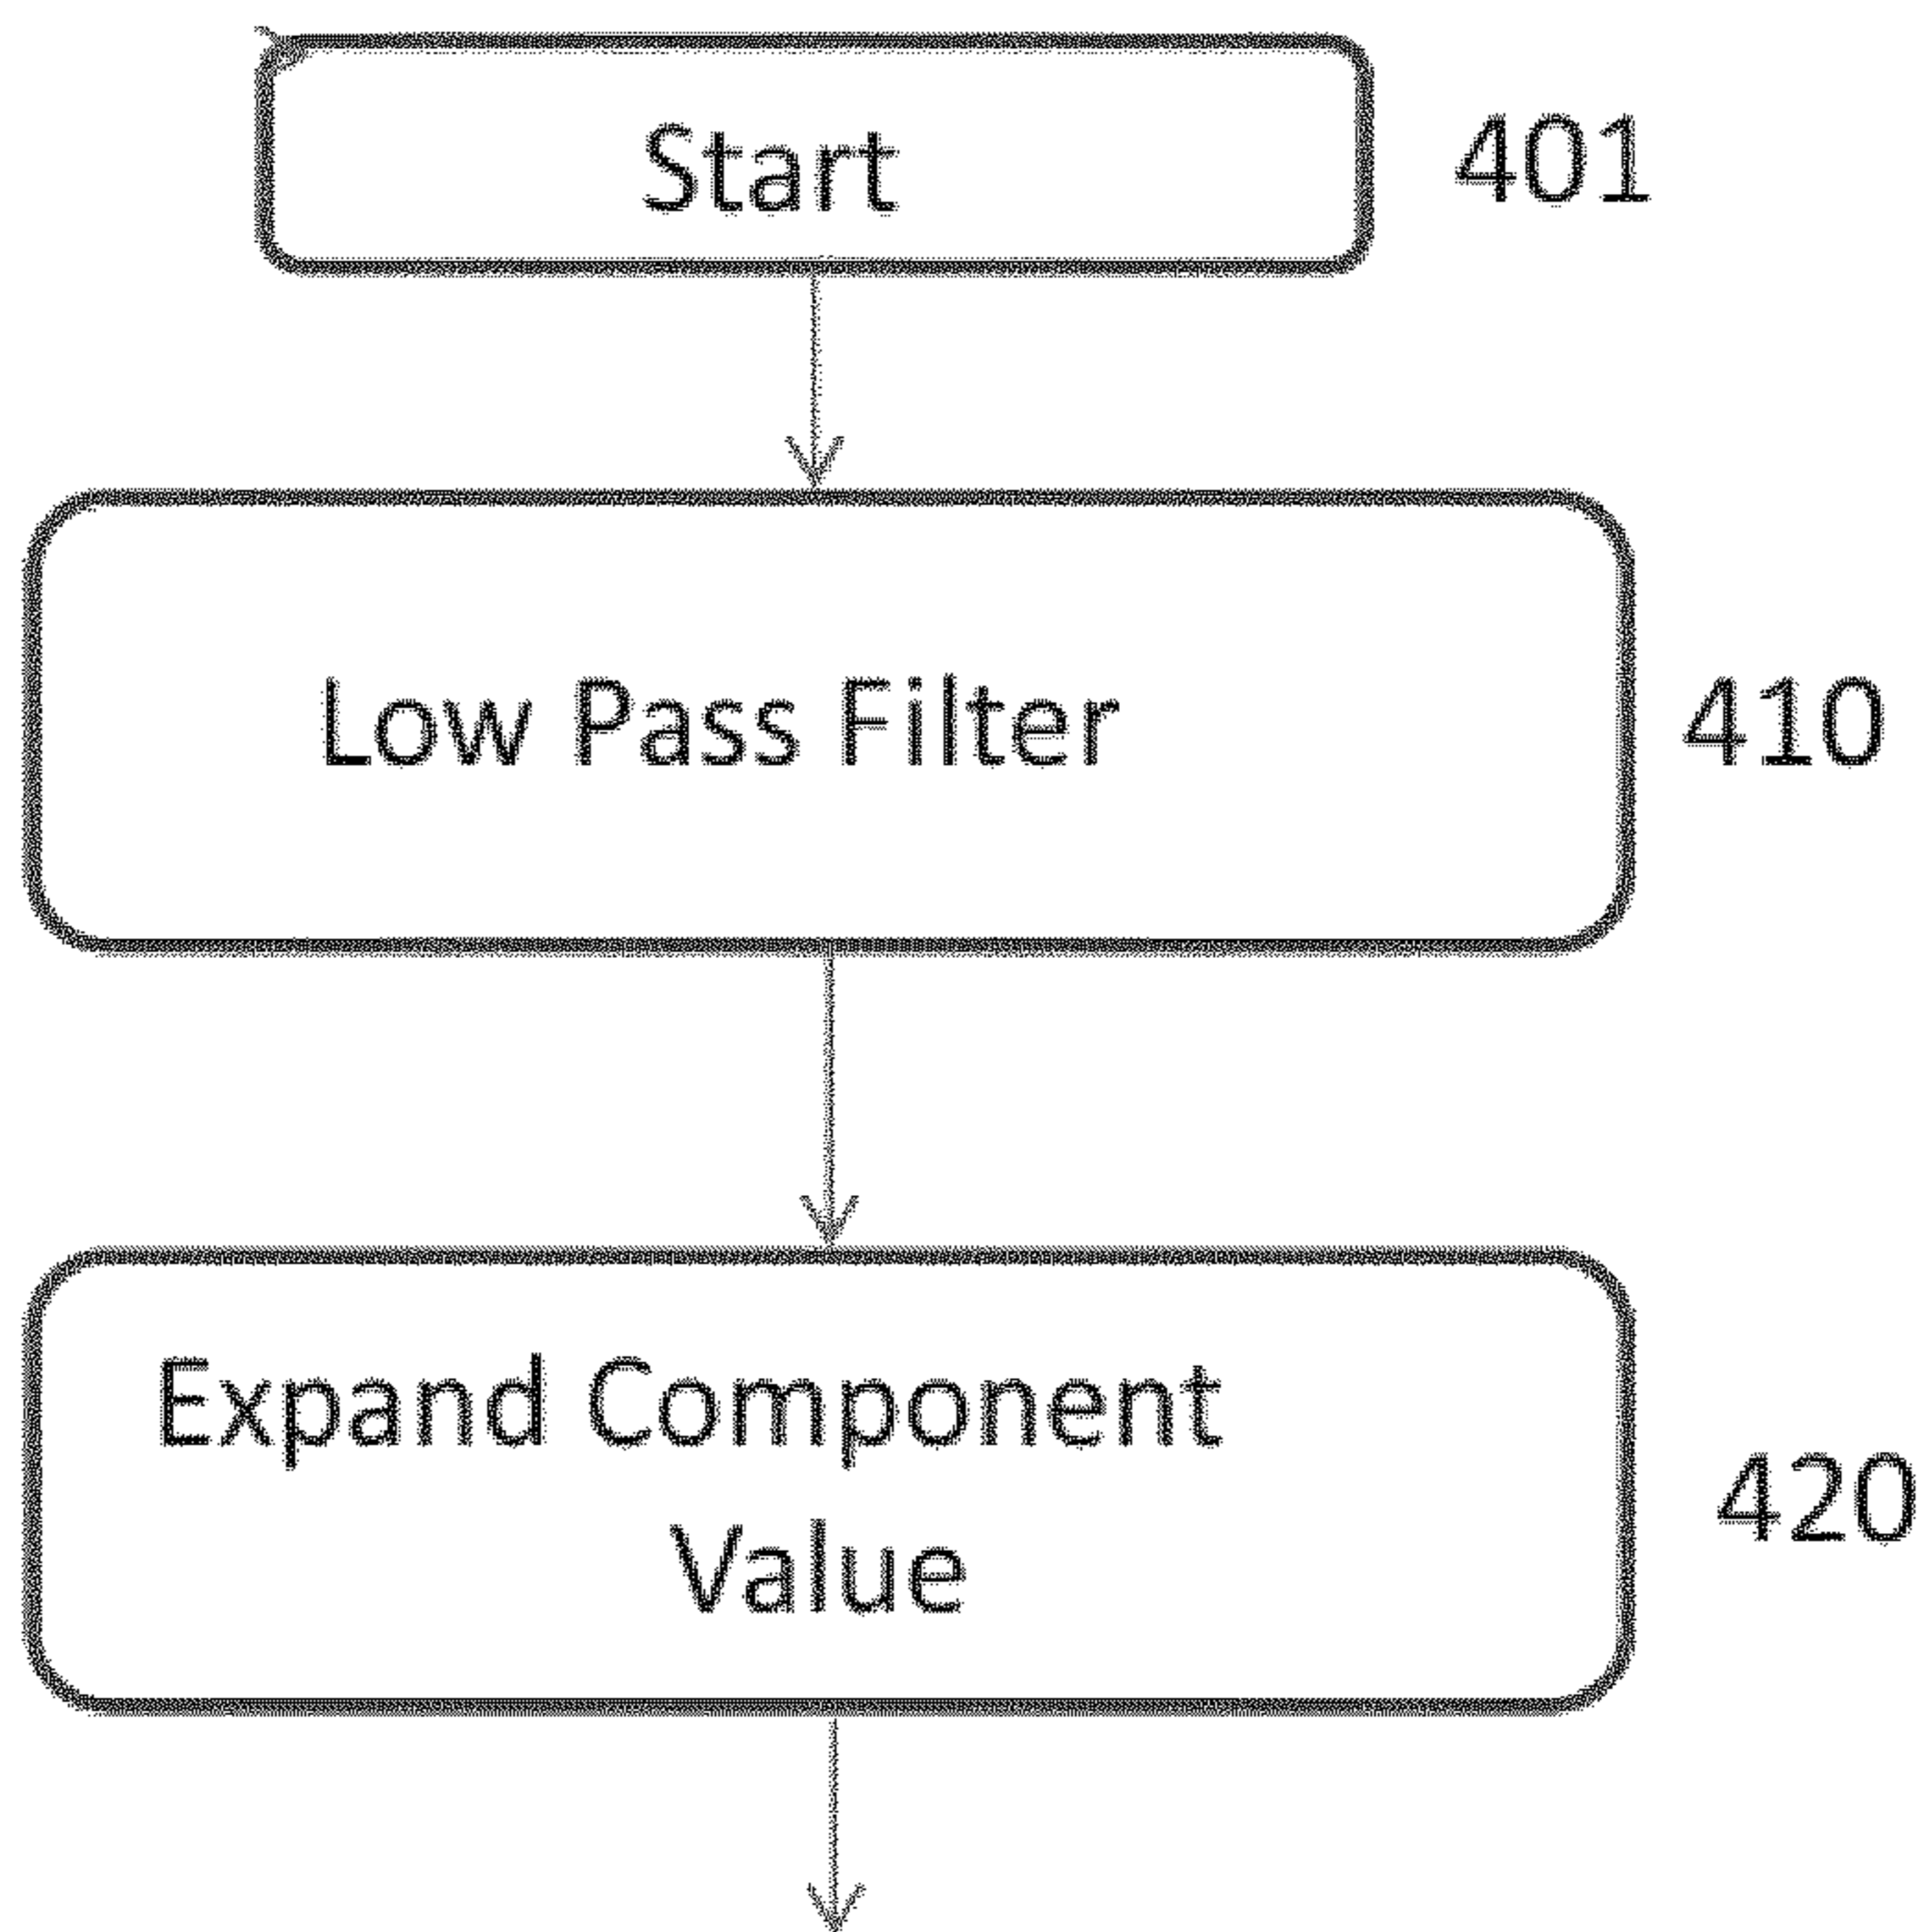 Start
401
Low Pass Filter
410
Expand Component
Value
420